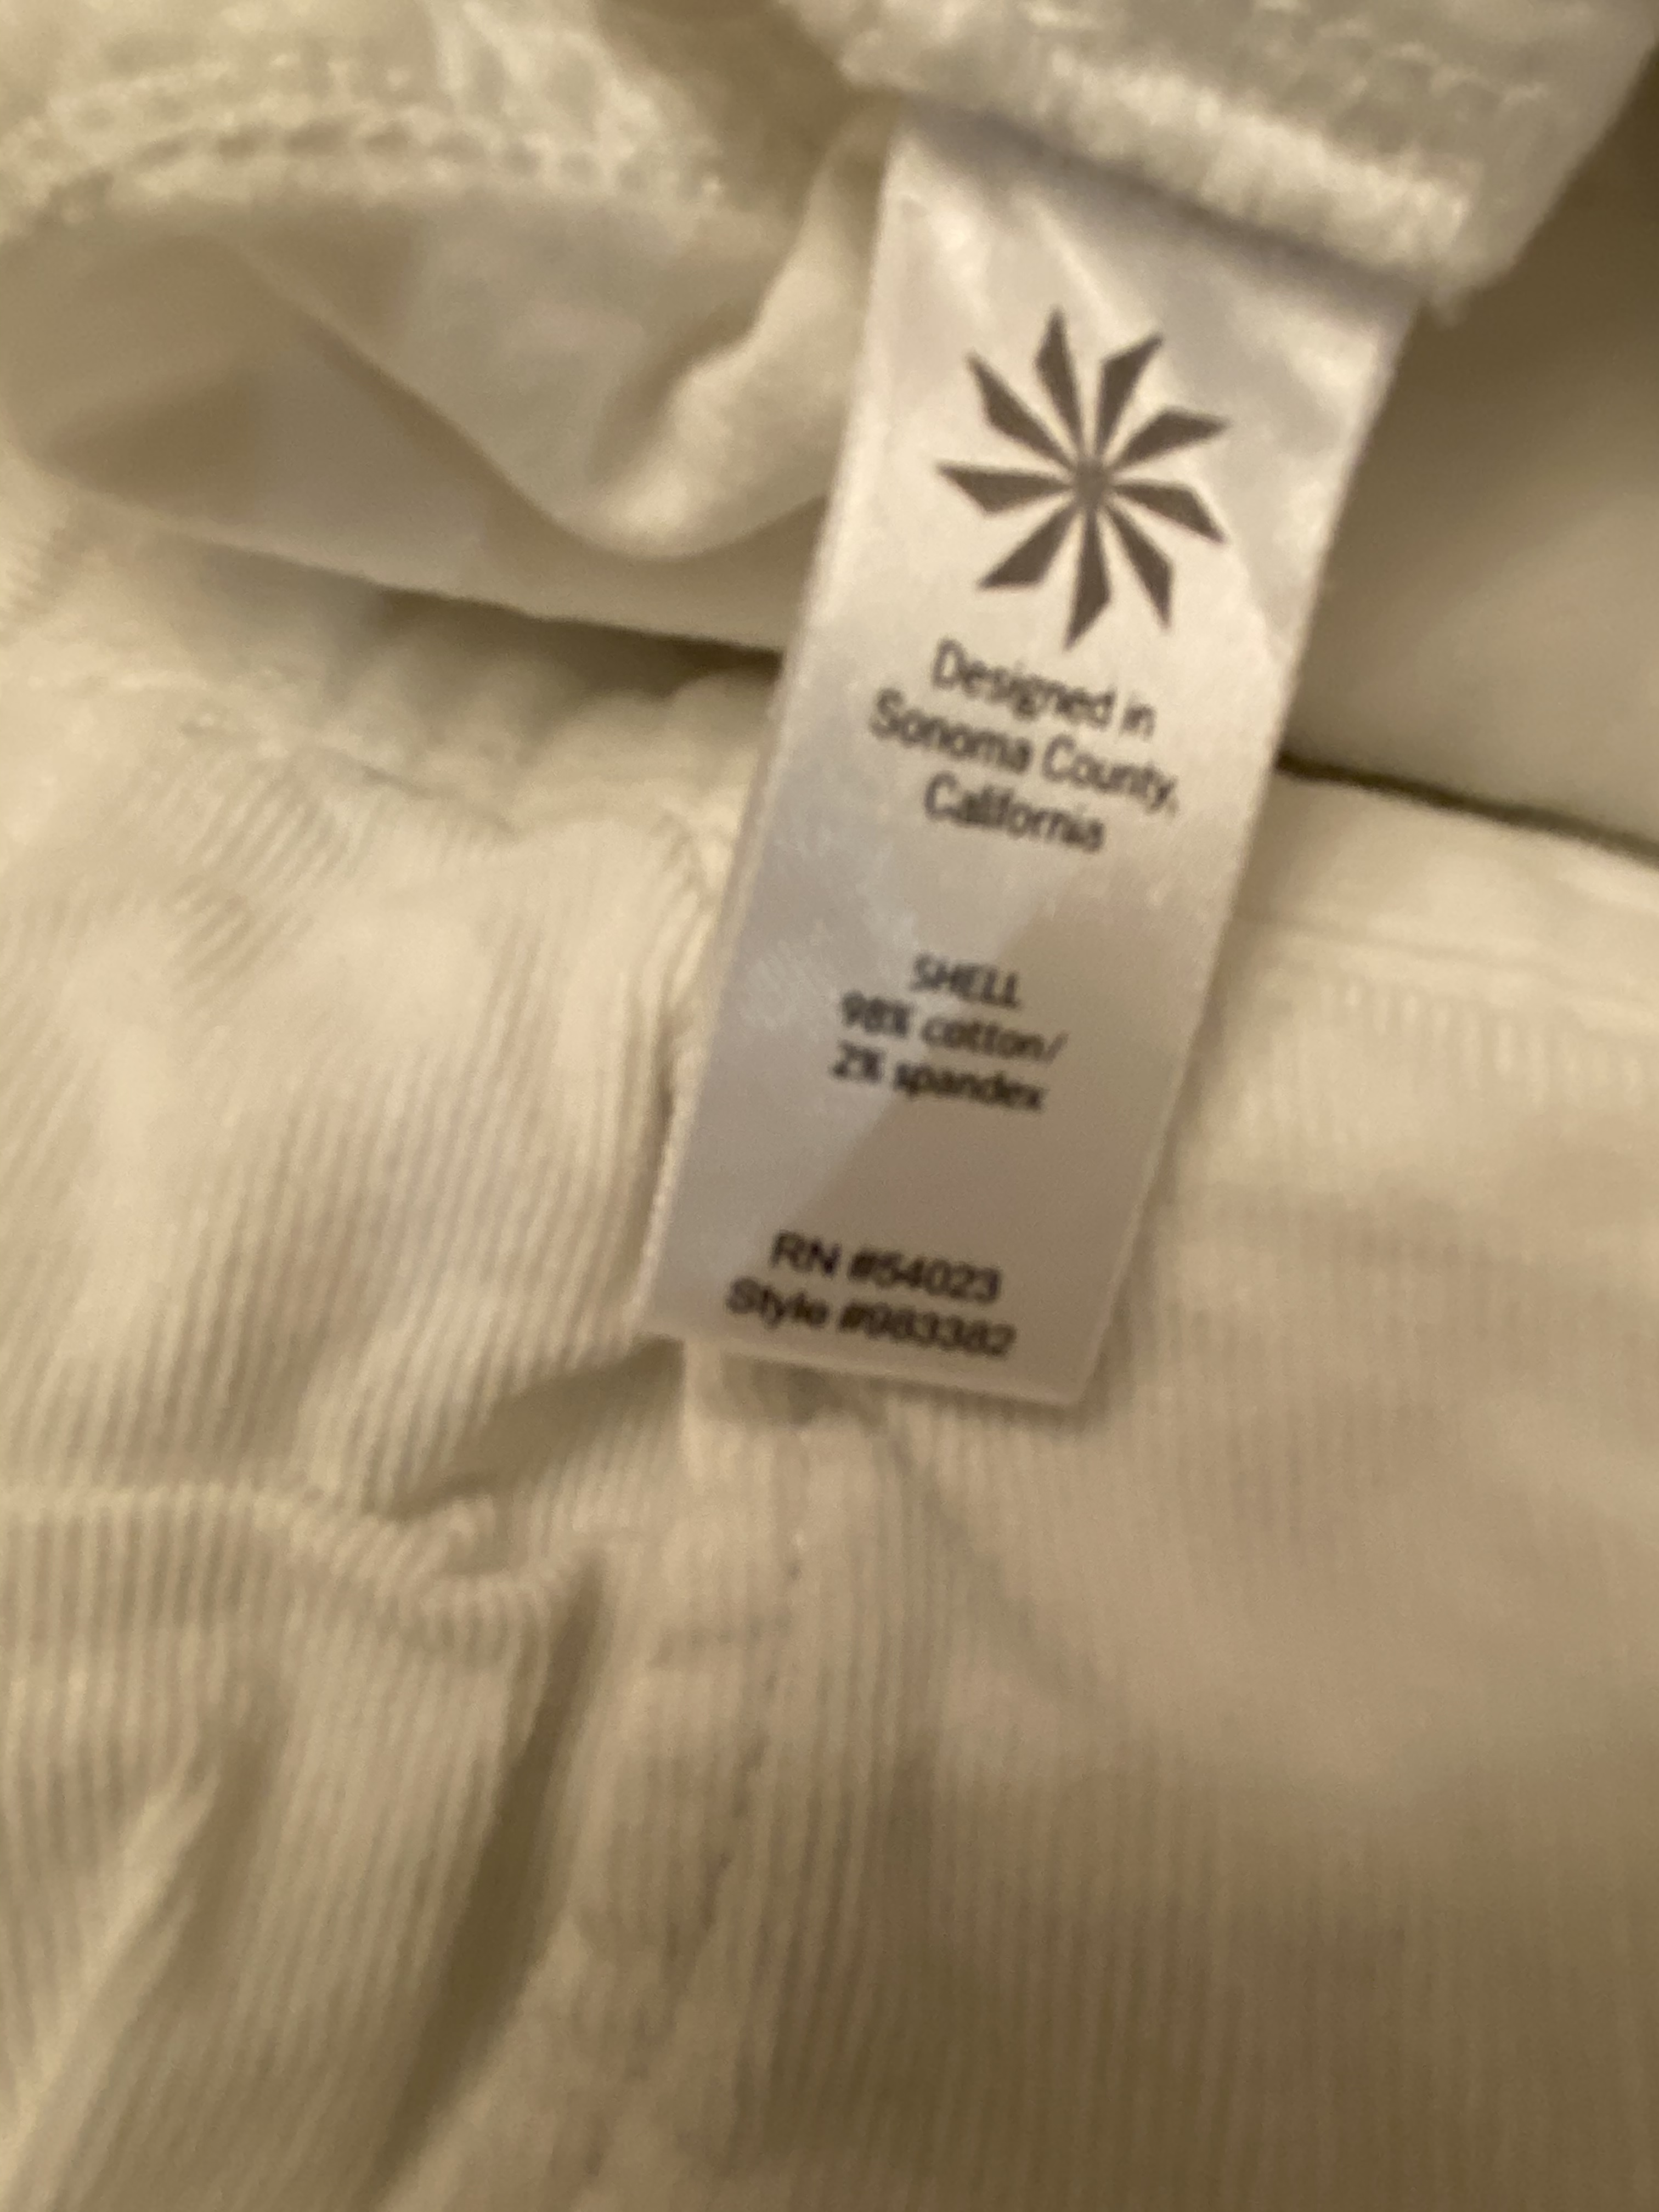 Designed in
Sonoma County,
California
SHELL
98% cotton/
2% spandex
RN #54023
Style #983382